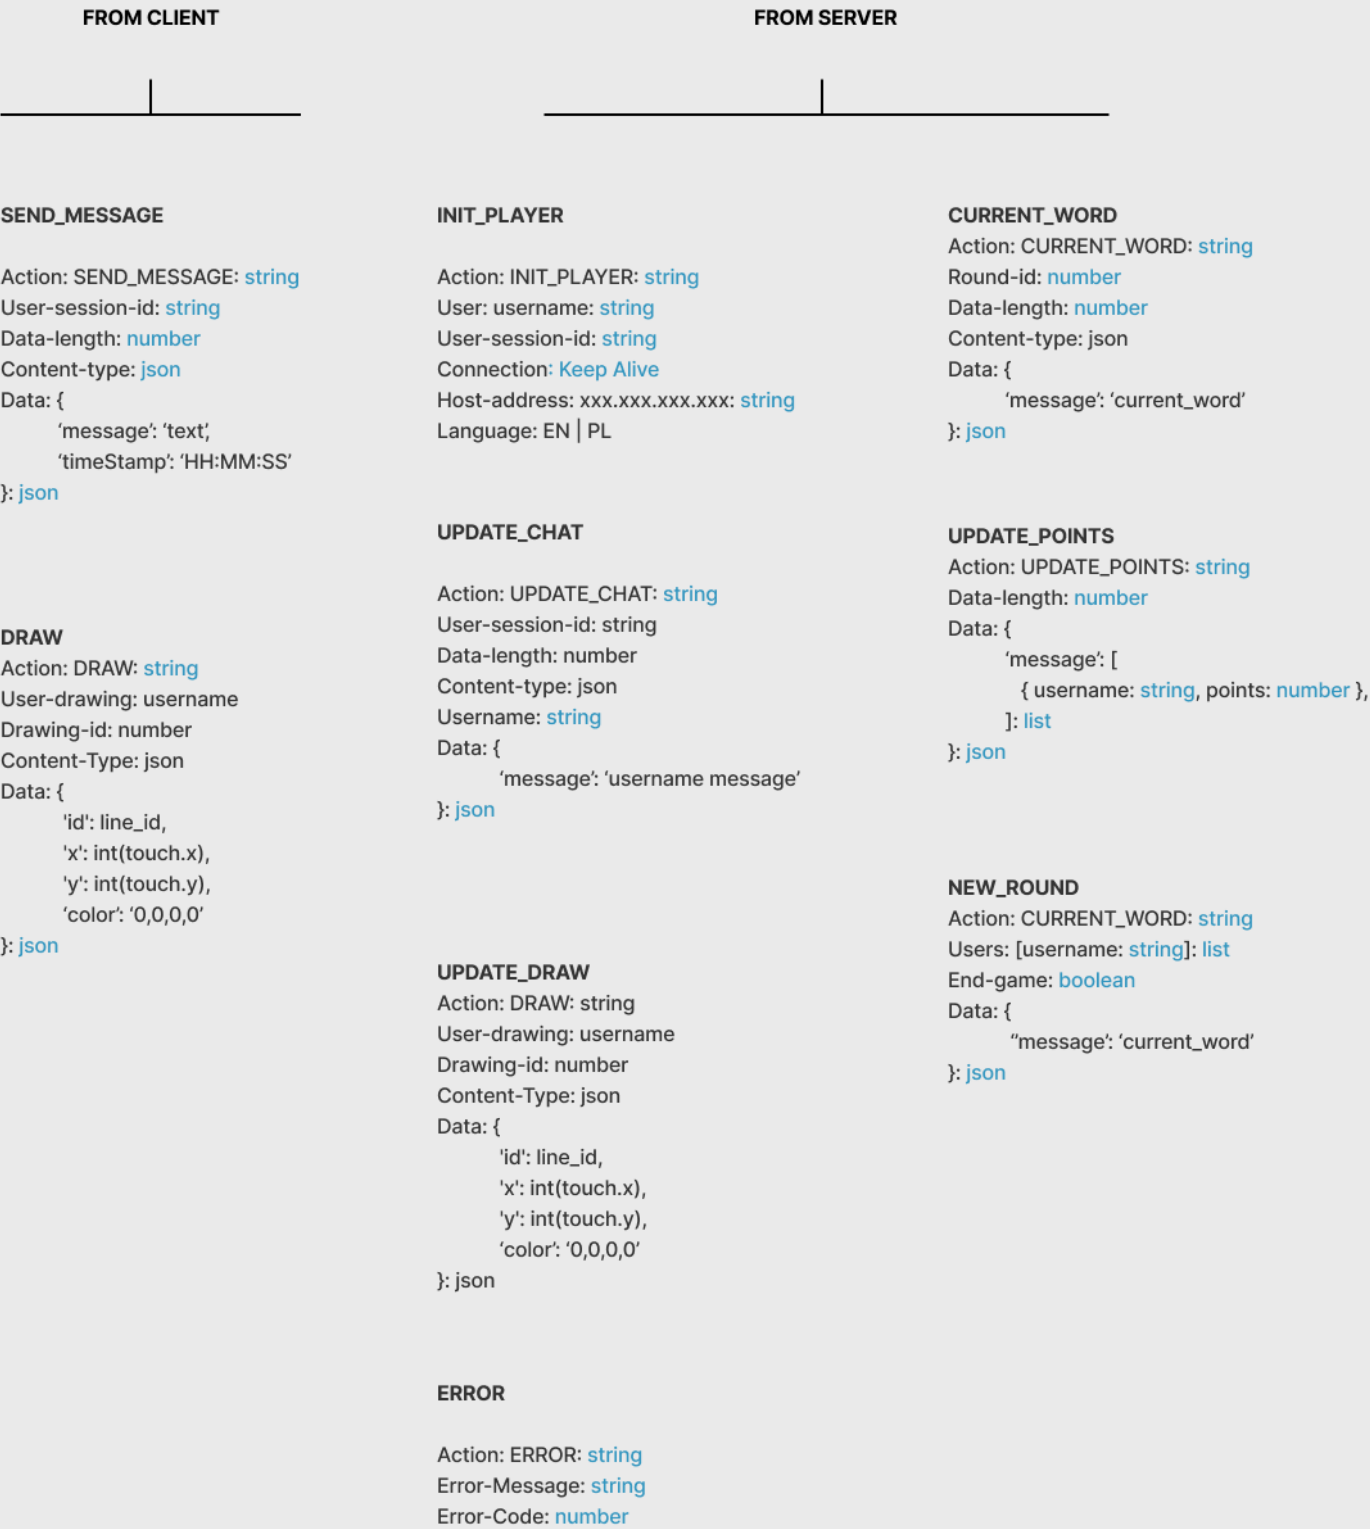 FROM CLIENT
SEND_MESSAGE
Action: SEND_MESSAGE: string
User-session-id: string
Data-length: number
Content-type: json
Data: {
‘message’: ‘text’,
‘timeStamp’: ‘HH:MM:SS’
}: json
DRAW
Action: DRAW: string
User-drawing: username
Drawing-id: number
Content-Type: json
Data: {
'id': line_id,
'x': int(touch.x),
'y': int(touch.y),
‘color’: ‘0,0,0,0’
}: json
FROM SERVER
INIT_PLAYER
Action: INIT_PLAYER: string
User: username: string
User-session-id: string
Connection: Keep Alive
Host-address: xxx.xxx.xxx.xxx: string
Language: EN | PL
UPDATE_CHAT
Action: UPDATE_CHAT: string
User-session-id: string
Data-length: number
Content-type: json
Username: string
Data: {
‘message’: ‘username message’
}: json
UPDATE_DRAW
Action: DRAW: string
User-drawing: username
Drawing-id: number
Content-Type: json
Data: {
'id': line_id,
'x': int(touch.x),
'y': int(touch.y),
‘color’: ‘0,0,0,0’
}: json
ERROR
Action: ERROR: string
Error-Message: string
Error-Code: number
CURRENT_WORD
Action: CURRENT_WORD: string
Round-id: number
Data-length: number
Content-type: json
Data: {
‘message’: ‘current_word’
}: json
UPDATE_POINTS
Action: UPDATE_POINTS: string
Data-length: number
Data: {
‘message’: [
{ username: string, points: number },
]: list
}: json
NEW_ROUND
Action: CURRENT_WORD: string
Users: [username: string]: list
End-game: boolean
Data: {
‘'message’: ‘current_word’
}: json